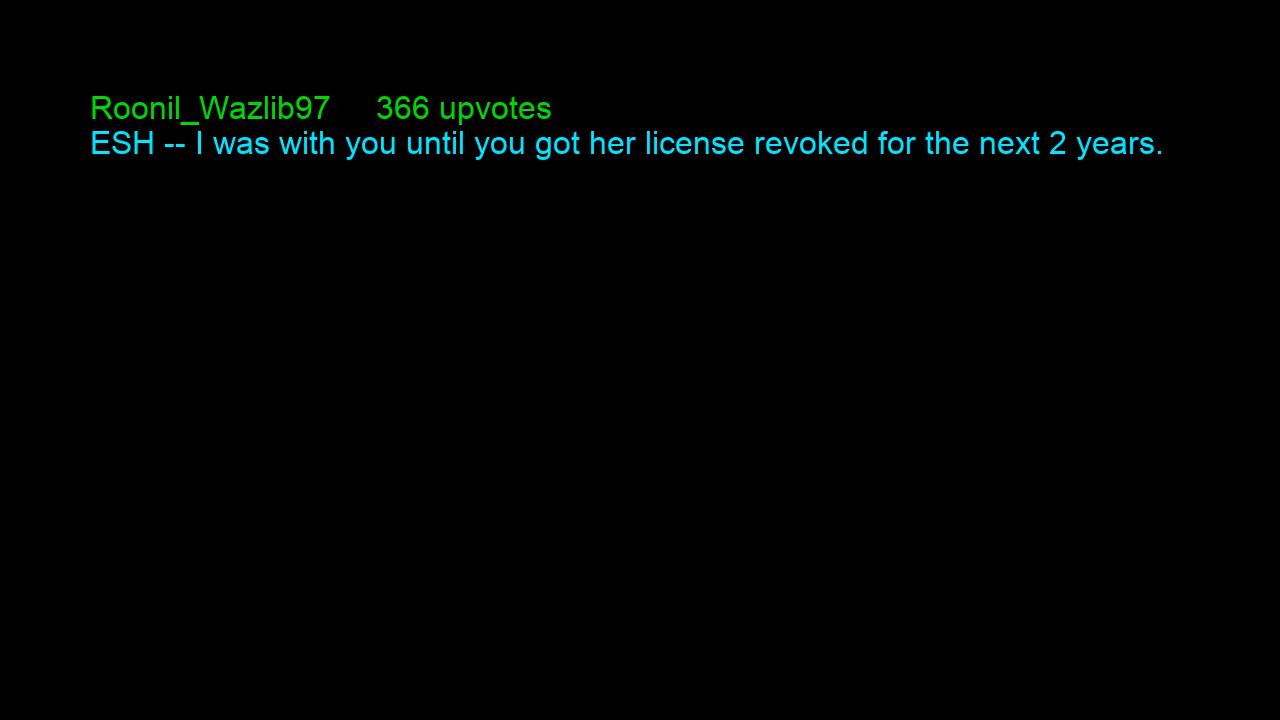 Roonil_Wazlib97 366 upvotes
ESH -- I was with you until you got her license revoked for the next 2 years.